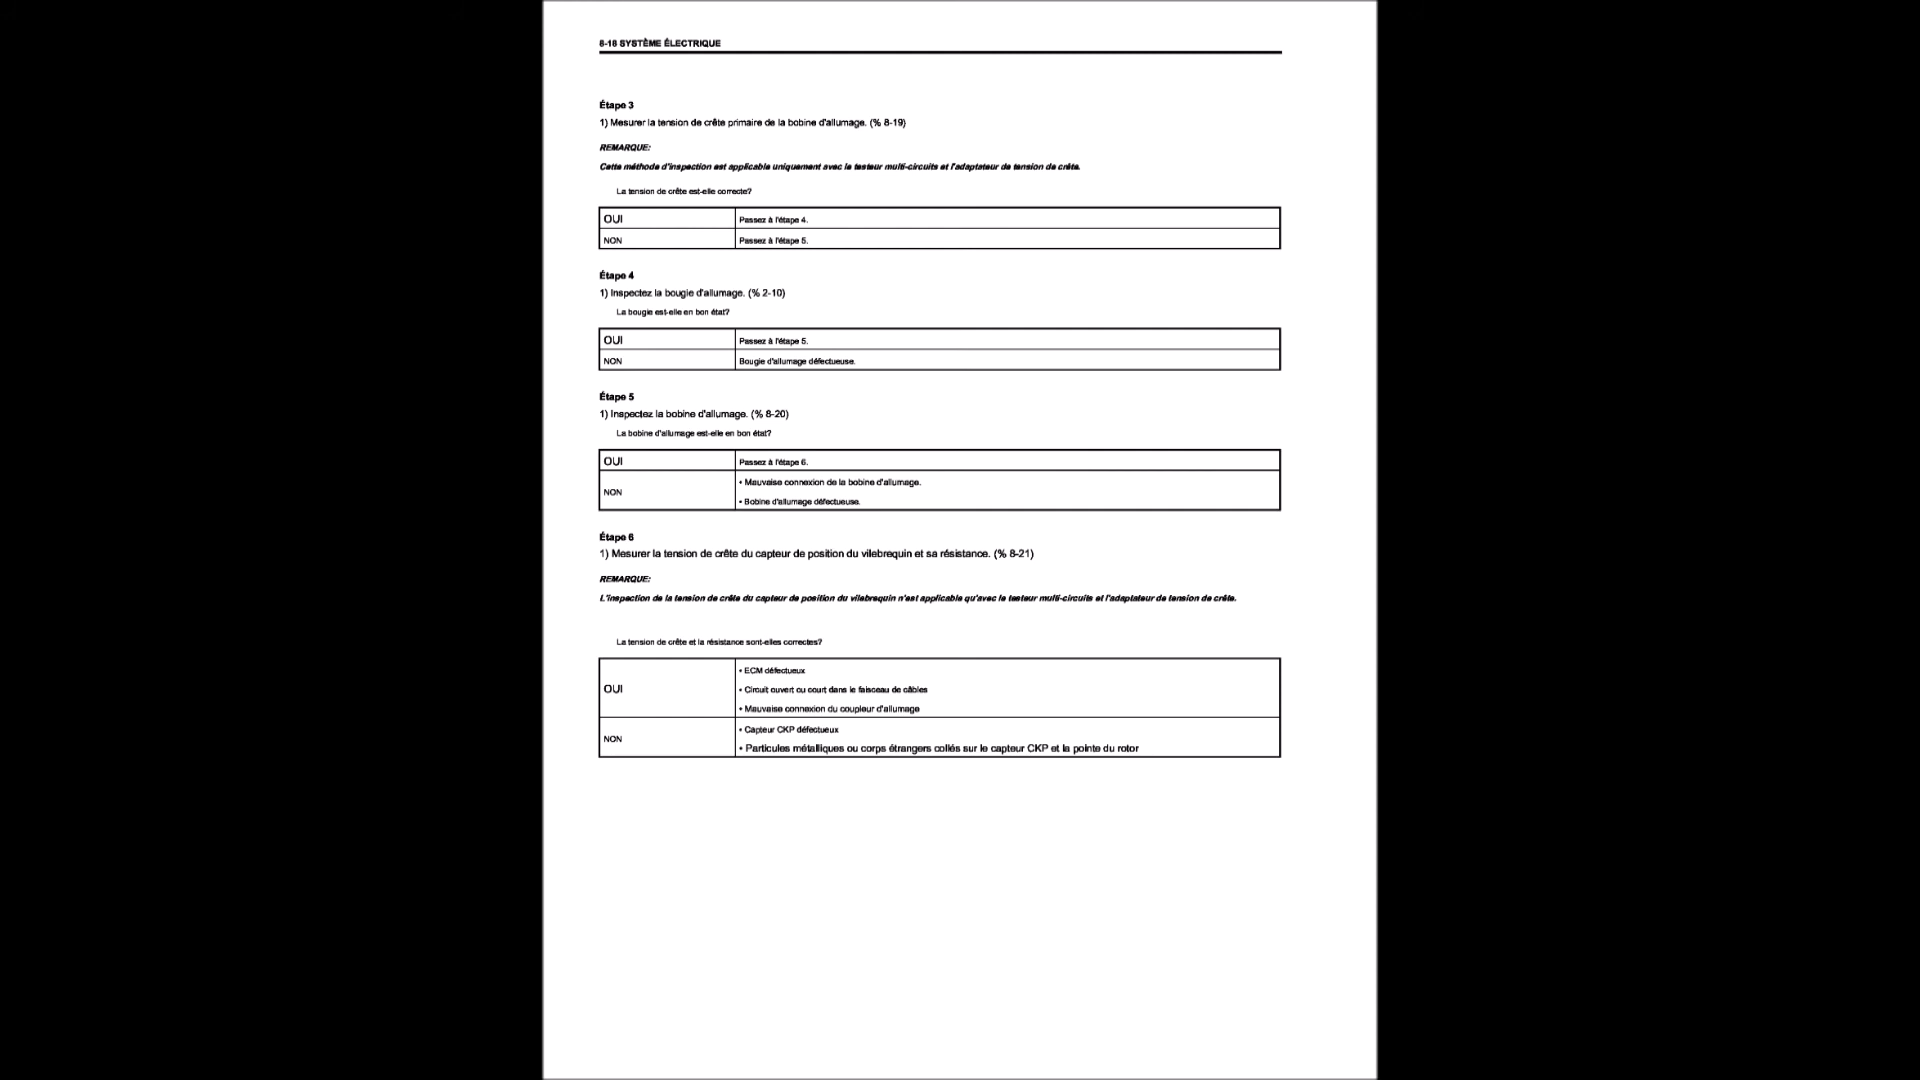 8-18 SYSTÈME ÉLECTRIQUE
Étape 3
1) Mesurer la tension de crête primaire de la bobine d'allumage. (% 8-19)
REMARQUE:
Cette méthode d'inspection est applicable uniquement avec le testeur multi-circuits et l'adaptateur de tension de crête.
La tension de crête est-elle correcte?
OUI Passez à l'étape 4.
NON Passez à l'étape 5.
Étape 4
1) Inspectez la bougie d'allumage. (% 2-10)
La bougie est-elle en bon état?
OUI Passez à l'étape 5.
NON Bougie d'allumage défectueuse.
Étape 5
1) Inspectez la bobine d'allumage. (% 8-20)
La bobine d'allumage est-elle en bon état?
OUI Passez à l'étape 6.
NON • Mauvaise connexion de la bobine d'allumage.
• Bobine d'allumage défectueuse.
Étape 6
1) Mesurer la tension de crête du capteur de position du vilebrequin et sa résistance. (% 8-21)
REMARQUE:
L'inspection de la tension de crête du capteur de position du vilebrequin n'est applicable qu'avec le testeur multi-circuits et l'adaptateur de tension de crête.
La tension de crête et la résistance sont-elles correctes?
OUI • ECM défectueux
• Circuit ouvert ou court dans le faisceau de câbles
• Mauvaise connexion du coupleur d'allumage
NON • Capteur CKP défectueux
• Particules métalliques ou corps étrangers collés sur le capteur CKP et la pointe du rotor